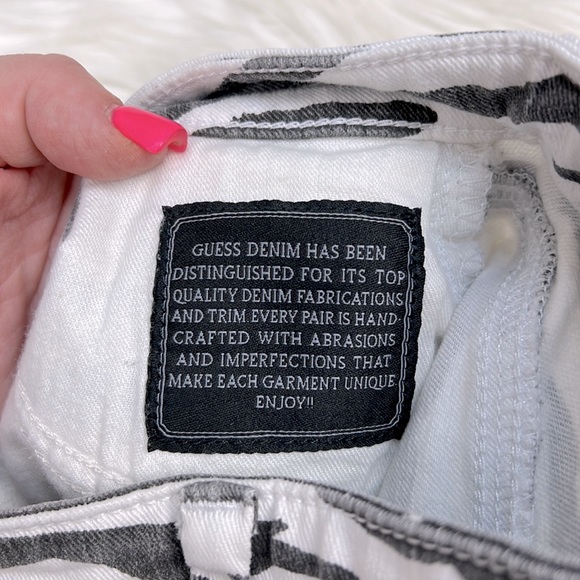 GUESS DENIM HAS BEEN
DISTINGUISHED FOR ITS TOP
QUALITY DENIM FABRICATIONS
AND TRIM EVERY PAIR IS HAND-
CRAFTED WITH ABRASIONS
AND IMPERFECTIONS THAT
MAKE EACH GARMENT UNIQUE
ENJOY!!